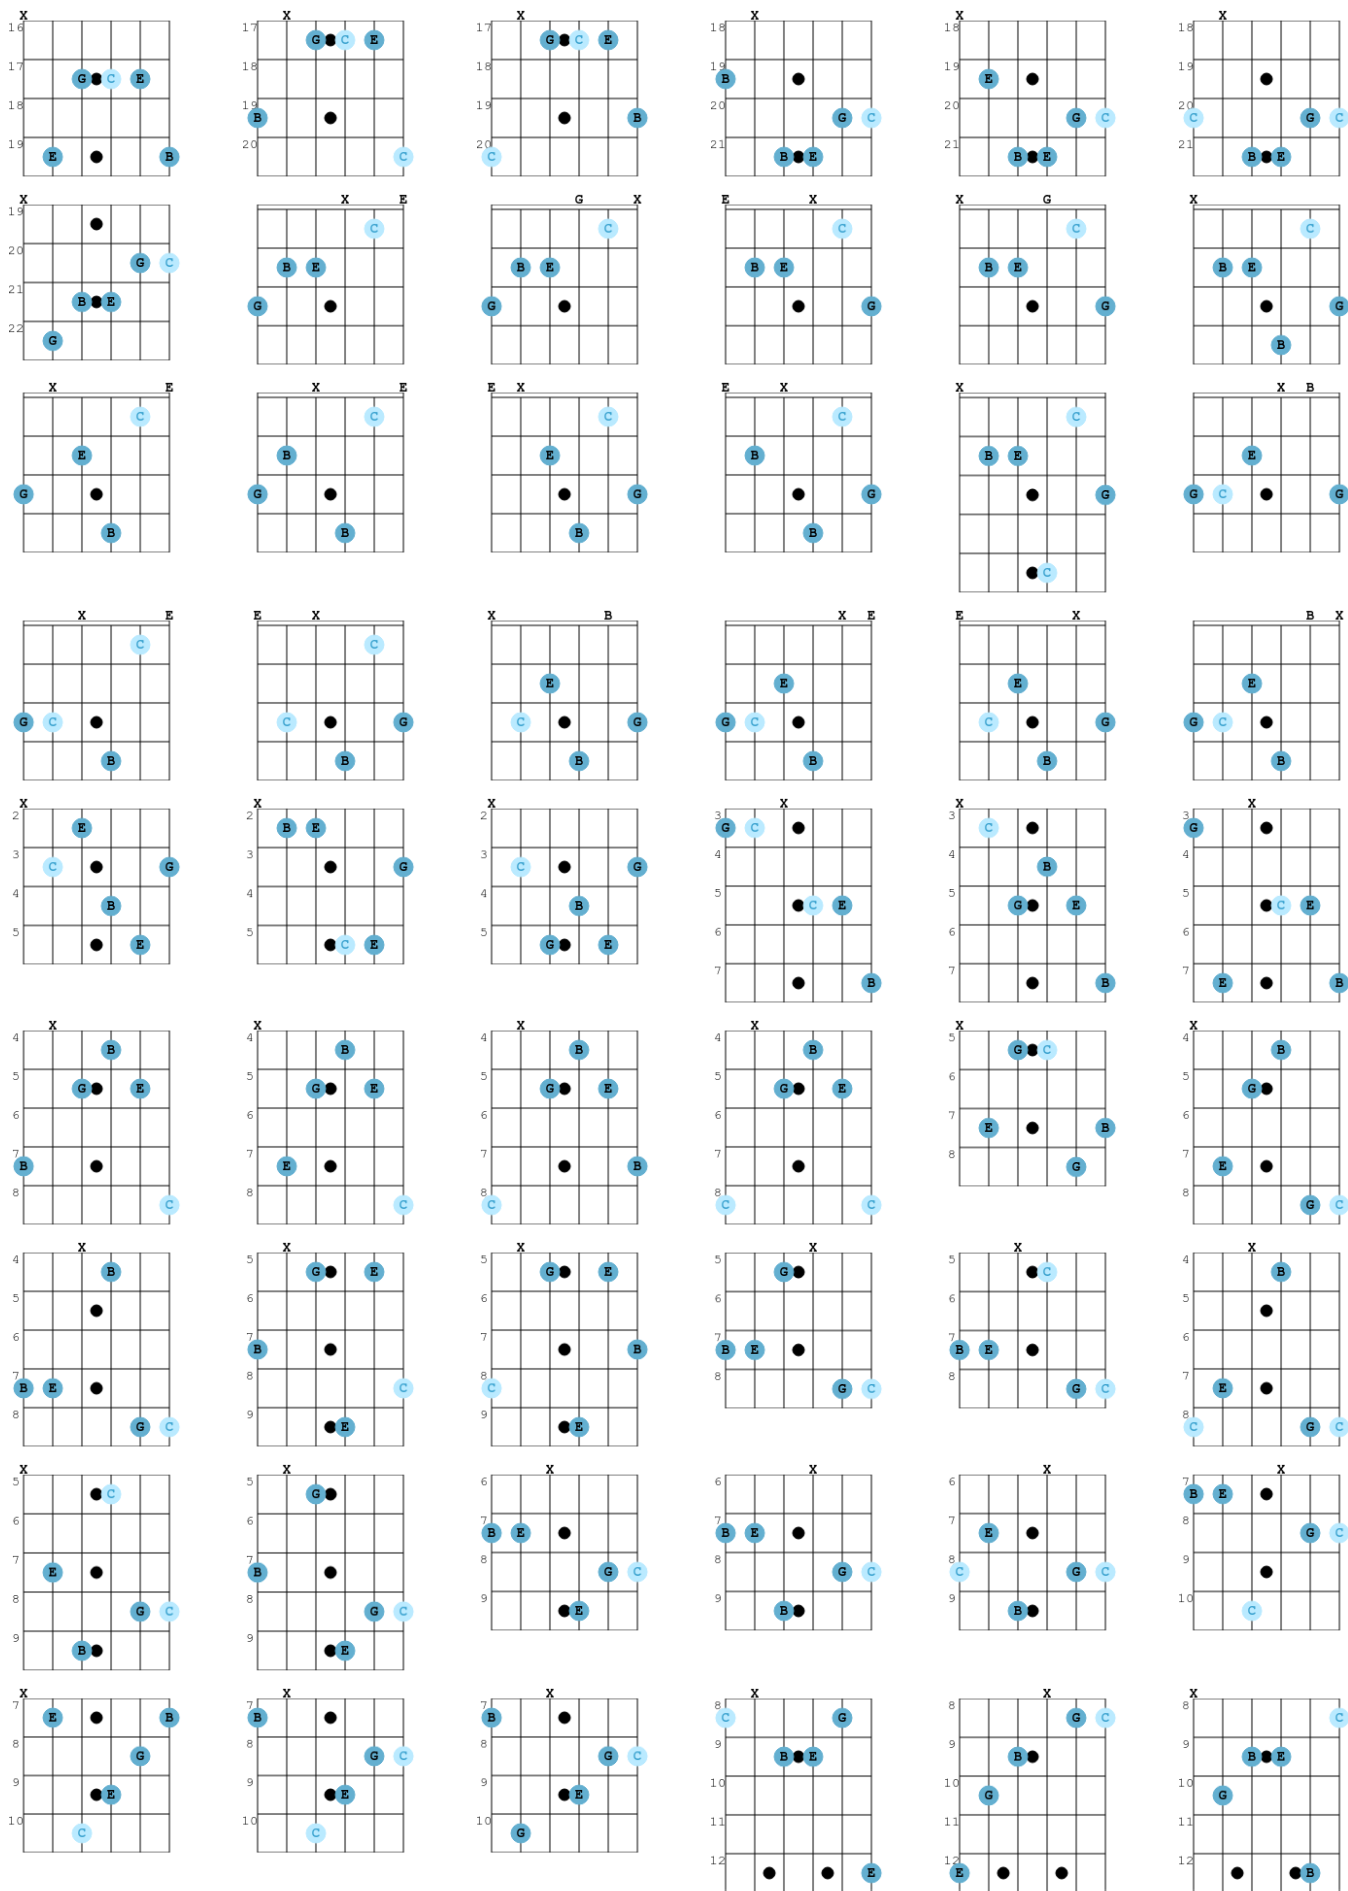 X X X X X X
16 17 17 18 18 18
G C E G C E
17 18 18 19 19 19
G C E B E
18 19 19 20 20 20
B B G C G C C G C
19 20 20 21 21 21
E B C C B E B E B E
X X E G X E X X G X
19
C C C C C
20
G C B E B E B E B E B E
21
B E G G G G G
22
G B
X E X E E X E X X X B
C C C C C
E B E B B E E
G G G G G G C G
B B B B
C
X E E X X B X E E X B X
C C
E E E E
G C C G C G G C C G G C
B B B B B B
X X X X X X
2 2 2 3 3 3
E B E G C C G
3 3 3 4 4 4
C G G C G B
4 4 4 5 5 5
B B C E G E C E
5 5 5 6 6 6
E C E G E
7 7 7
B B E B
X X X X X X
4 4 4 4 5 4
B B B B G C B
5 5 5 5 6 5
G E G E G E G E G
6 6 6 6 7 6
E B
7 7 7 7 8 7
B E B G E
8 8 8 8 8
C C C C C G C
X X X X X X
4 5 5 5 5 4
B G E G E G C B
5 6 6 6 6 5
6 7 7 7 7 6
B B B E B E
7 8 8 8 8 7
B E C C G C G C E
8 9 9 8
G C E E C G C
X X X X X X
5 5 6 6 6 7
C G B E
6 6 7 7 7 8
B E B E E G C
7 7 8 8 8 9
E B G C G C C G C
8 8 9 9 9 10
G C G C E B B C
9 9
B E
X X X X X X
7 7 7 8 8 8
E B B B C G G C C
8 8 8 9 9 9
G G C G C B E B B E
9 9 9 10 10 10
E E E G G
10 10 10 11 11 11
C C G
12 12 12
E E B